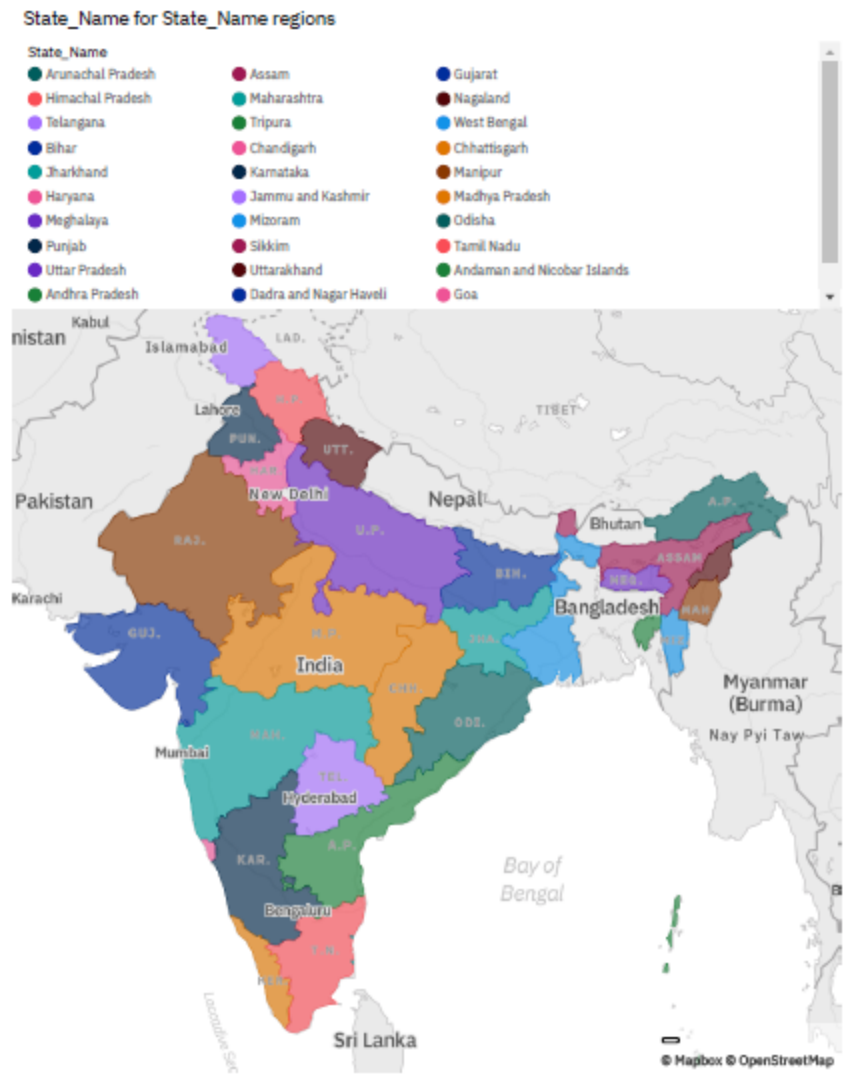 State_Name for State_Name regions
State_Name
Arunachal Pradesh Assam Gujarat
Himachal Pradesh Maharashtra Nagaland
Telangana Tripura West Bengal
Bihar Chandigarh Chhattisgarh
Jharkhand Karnataka Manipur
Haryana Jammu and Kashmir Madhya Pradesh
Meghalaya Mizoram Odisha
Punjab Sikkim Tamil Nadu
Uttar Pradesh Uttarakhand Andaman and Nicobar Islands
Andhra Pradesh Dadra and Nagar Haveli Goa
Kabul
nistan
Islamabad
LAD.
H.P.
Lahore
TIBET
PUN.
UTT.
HAR.
New Delhi
Pakistan
Nepal
A.P.
Bhutan
RAJ.
U.P.
ASSAM
BIH.
MEG.
Karachi
Bangladesh
MAN.
GUJ.
M.P.
JHA.
MIZ.
India
CHH.
Myanmar
(Burma)
ODI.
MAH.
Nay Pyi Taw
Mumbai
TEL.
Hyderabad
A.P.
KAR.
Bay of
Bengal
Bengaluru
T.N.
KER.
Laccadive Sea
Sri Lanka
© Mapbox © OpenStreetMap